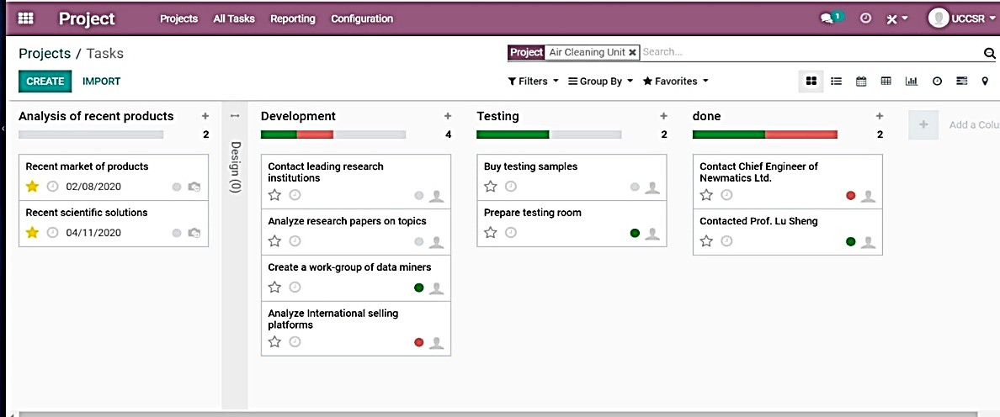 Project Projects All Tasks Reporting Configuration 1 UCCSR
Projects / Tasks
Project Air Cleaning Unit × Search...
CREATE IMPORT
Filters Group By Favorites
Analysis of recent products + 2
Recent market of products
02/08/2020
Recent scientific solutions
04/11/2020
Design (0)
Development + 4
Contact leading research
institutions
Analyze research papers on topics
Create a work-group of data miners
Analyze International selling
platforms
Testing + 2
Buy testing samples
Prepare testing room
done + 2
Contact Chief Engineer of
Newmatics Ltd.
Contacted Prof. Lu Sheng
+ Add a Colu